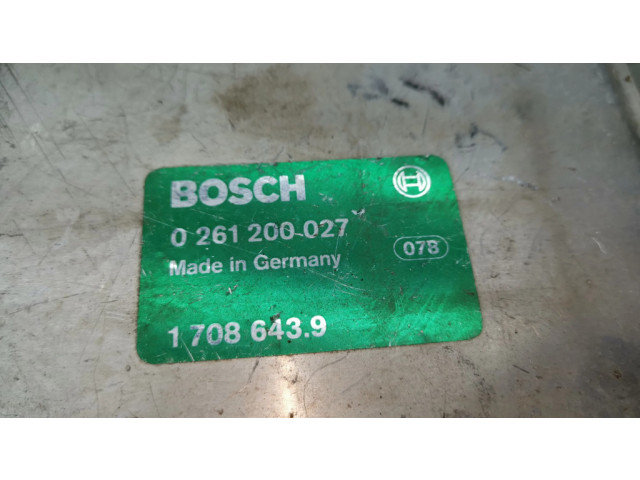 BOSCH
0 261 200 027
078
Made in Germany
1 708 643.9